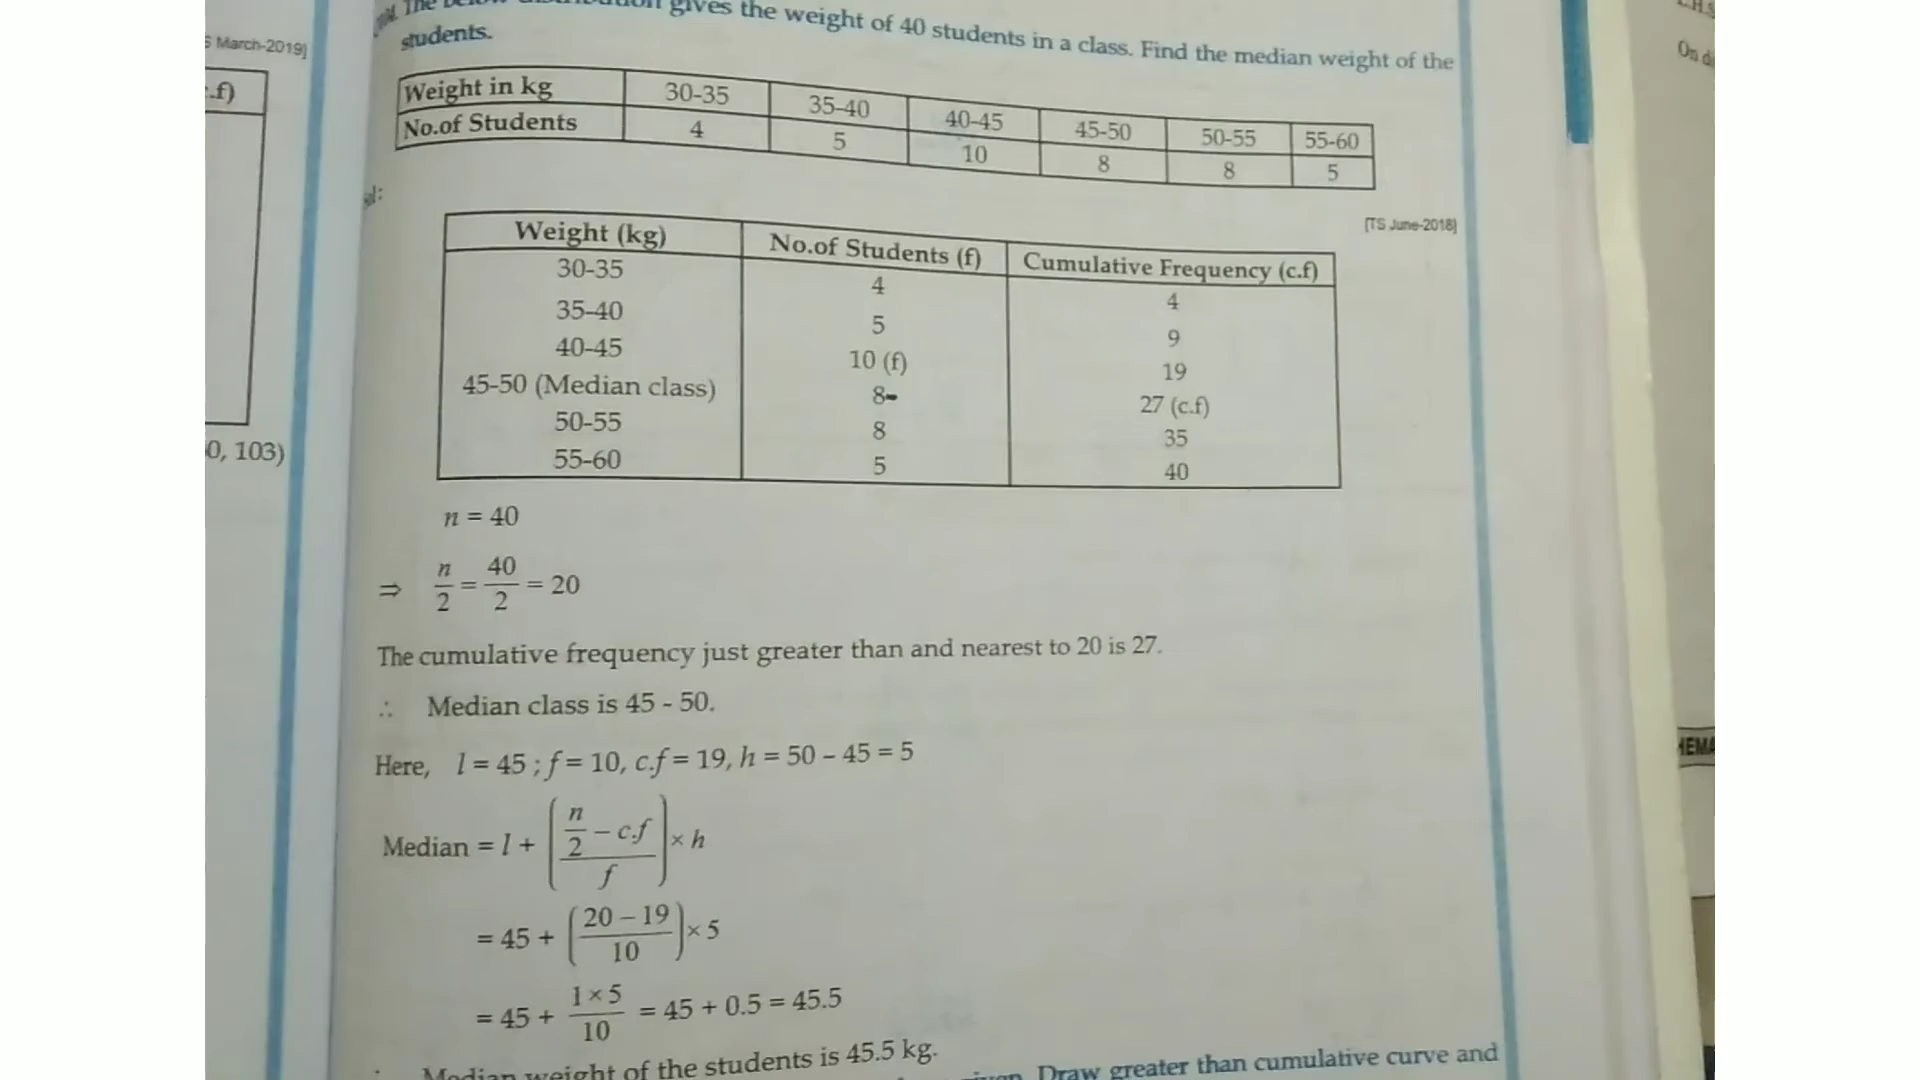 gives the weight of 40 students in a class. Find the median weight of the
students.
Weight in kg 30-35 35-40 40-45 45-50 50-55 55-60
No.of Students 4 5 10 8 8 5
[TS June-2018]
Weight (kg) No.of Students (f) Cumulative Frequency (c.f)
30-35 4 4
35-40 5 9
40-45 10 (f) 19
45-50 (Median class) 8 27 (c.f)
50-55 8 35
55-60 5 40
n = 40
⇒ n/2 = 40/2 = 20
The cumulative frequency just greater than and nearest to 20 is 27.
∴ Median class is 45 - 50.
Here, l = 45 ; f = 10, c.f = 19, h = 50 – 45 = 5
Median = l + ((n/2 – c.f)/f) × h
= 45 + ((20 – 19)/10) × 5
= 45 + (1 × 5)/10 = 45 + 0.5 = 45.5
Median weight of the students is 45.5 kg.
Draw greater than cumulative curve and
March-2019]
.f)
0, 103)
On d